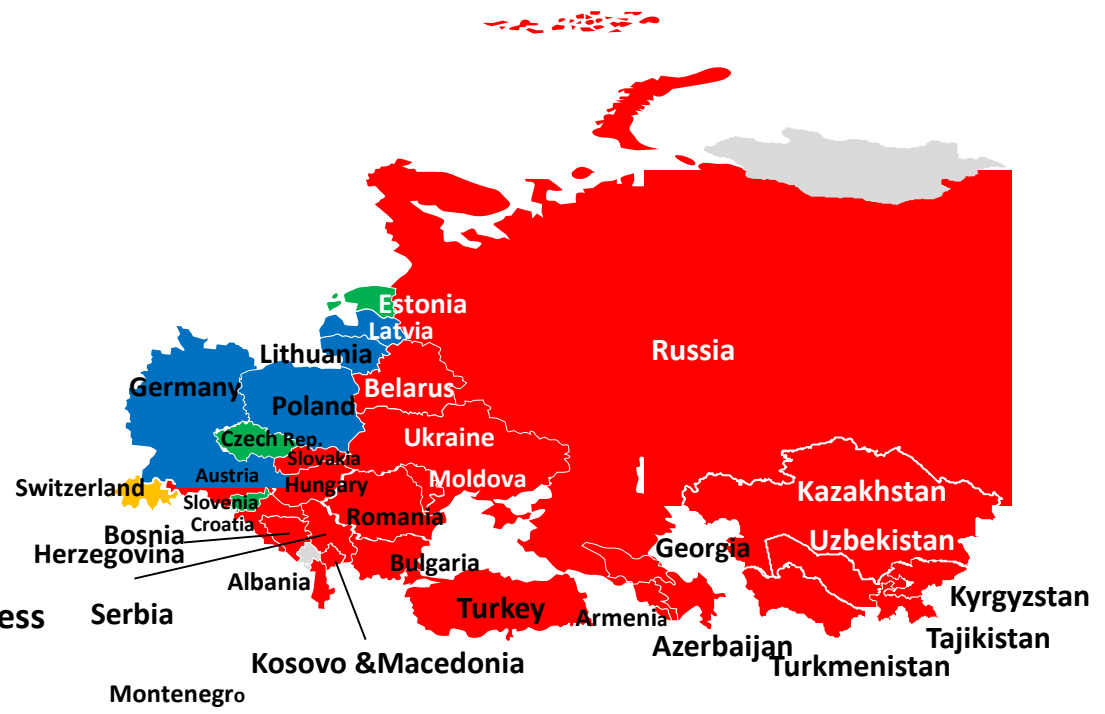 Estonia
Latvia
Lithuania
Russia
Germany
Belarus
Poland
Czech Rep.
Ukraine
Slovakia
Austria
Moldova
Hungary
Switzerland
Kazakhstan
Slovenia
Romania
Croatia
Bosnia
Herzegovina
Uzbekistan
Georgia
Bulgaria
Albania
Kyrgyzstan
Turkey
ess
Serbia
Armenia
Tajikistan
Azerbaijan
Kosovo &Macedonia
Turkmenistan
Montenegro